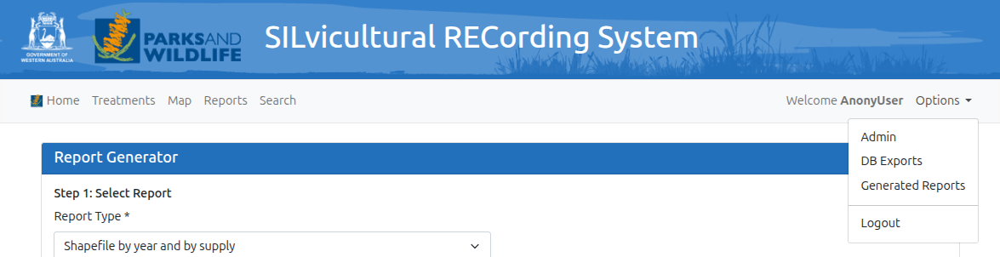 GOVERNMENT OF
WESTERN AUSTRALIA
PARKS AND
WILDLIFE
SILvicultural RECording System
Home Treatments Map Reports Search
Welcome AnonyUser Options
Admin
DB Exports
Generated Reports
Logout
Report Generator
Step 1: Select Report
Report Type *
Shapefile by year and by supply